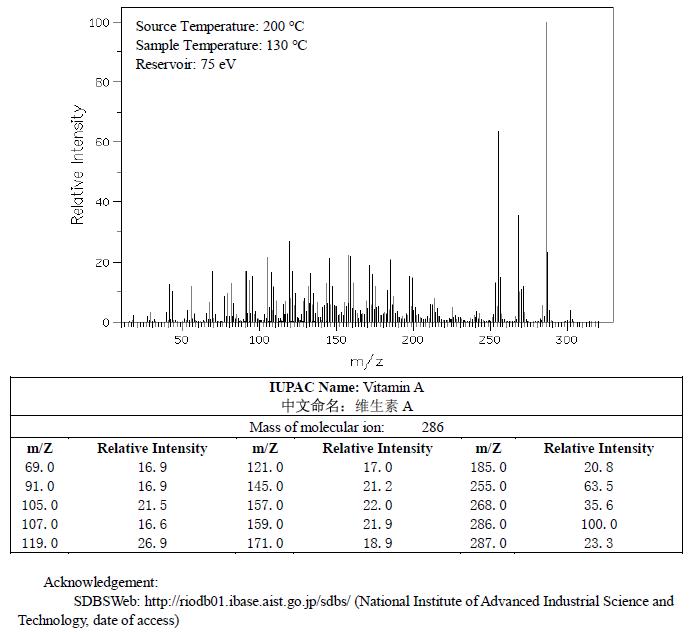 Source Temperature: 200 ℃
Sample Temperature: 130 ℃
Reservoir: 75 eV
100
80
60
40
20
0
Relative Intensity
50 100 150 200 250 300
m/z
IUPAC Name: Vitamin A
中文命名：维生素 A
Mass of molecular ion: 286
m/Z Relative Intensity m/Z Relative Intensity m/Z Relative Intensity
69.0 16.9 121.0 17.0 185.0 20.8
91.0 16.9 145.0 21.2 255.0 63.5
105.0 21.5 157.0 22.0 268.0 35.6
107.0 16.6 159.0 21.9 286.0 100.0
119.0 26.9 171.0 18.9 287.0 23.3
Acknowledgement:
SDBSWeb: http://riodb01.ibase.aist.go.jp/sdbs/ (National Institute of Advanced Industrial Science and
Technology, date of access)